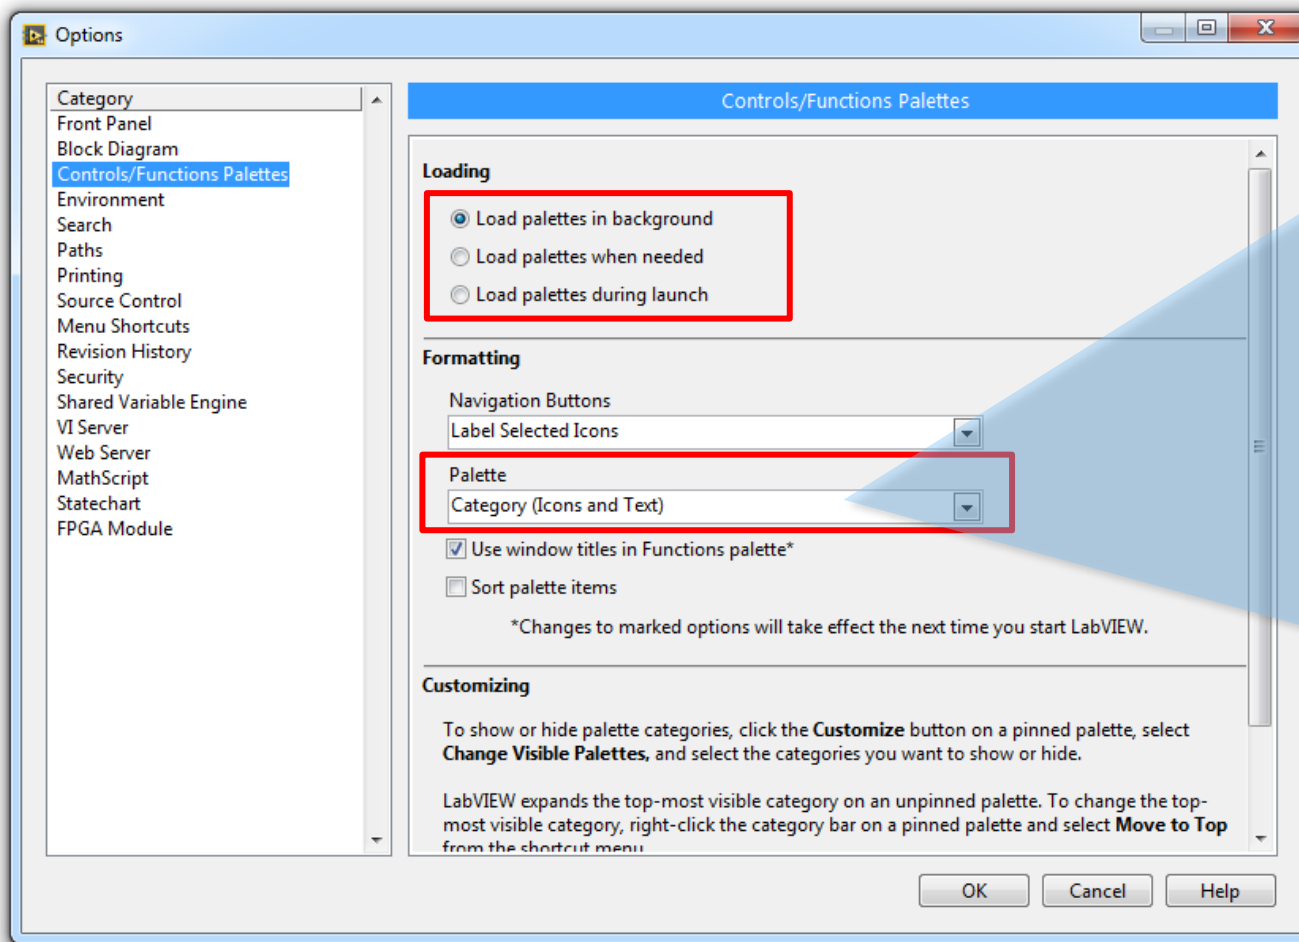 Options
Category
Front Panel
Block Diagram
Controls/Functions Palettes
Environment
Search
Paths
Printing
Source Control
Menu Shortcuts
Revision History
Security
Shared Variable Engine
VI Server
Web Server
MathScript
Statechart
FPGA Module
Controls/Functions Palettes
Loading
Load palettes in background
Load palettes when needed
Load palettes during launch
Formatting
Navigation Buttons
Label Selected Icons
Palette
Category (Icons and Text)
Use window titles in Functions palette*
Sort palette items
*Changes to marked options will take effect the next time you start LabVIEW.
Customizing
To show or hide palette categories, click the Customize button on a pinned palette, select
Change Visible Palettes, and select the categories you want to show or hide.
LabVIEW expands the top-most visible category on an unpinned palette. To change the top-
most visible category, right-click the category bar on a pinned palette and select Move to Top
from the shortcut menu
OK
Cancel
Help